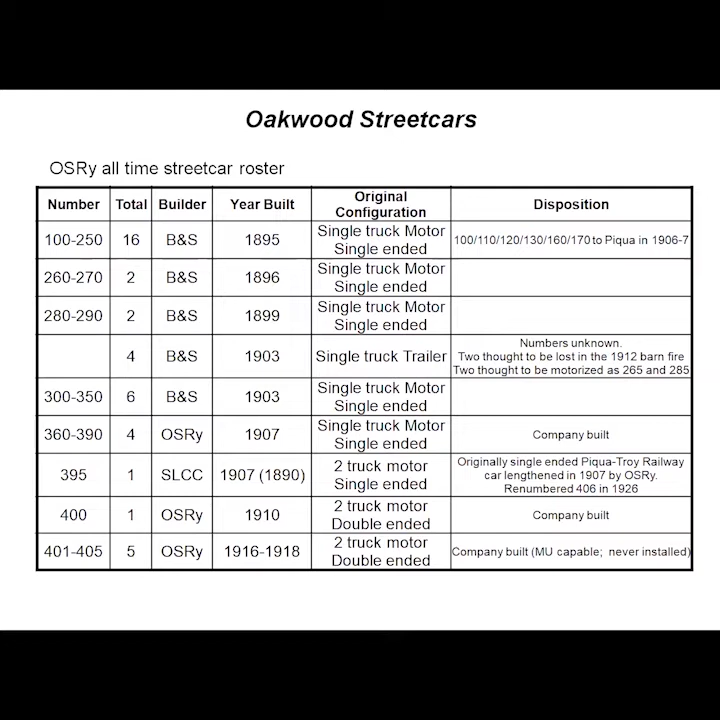 Oakwood Streetcars
OSRy all time streetcar roster
Number Total Builder Year Built Original Configuration Disposition
100-250 16 B&S 1895 Single truck Motor Single ended 100/110/120/130/160/170 to Piqua in 1906-7
260-270 2 B&S 1896 Single truck Motor Single ended
280-290 2 B&S 1899 Single truck Motor Single ended
4 B&S 1903 Single truck Trailer Numbers unknown. Two thought to be lost in the 1912 barn fire Two thought to be motorized as 265 and 285
300-350 6 B&S 1903 Single truck Motor Single ended
360-390 4 OSRy 1907 Single truck Motor Single ended Company built
395 1 SLCC 1907 (1890) 2 truck motor Single ended Originally single ended Piqua-Troy Railway car lengthened in 1907 by OSRy. Renumbered 406 in 1926
400 1 OSRy 1910 2 truck motor Double ended Company built
401-405 5 OSRy 1916-1918 2 truck motor Double ended Company built (MU capable; never installed)